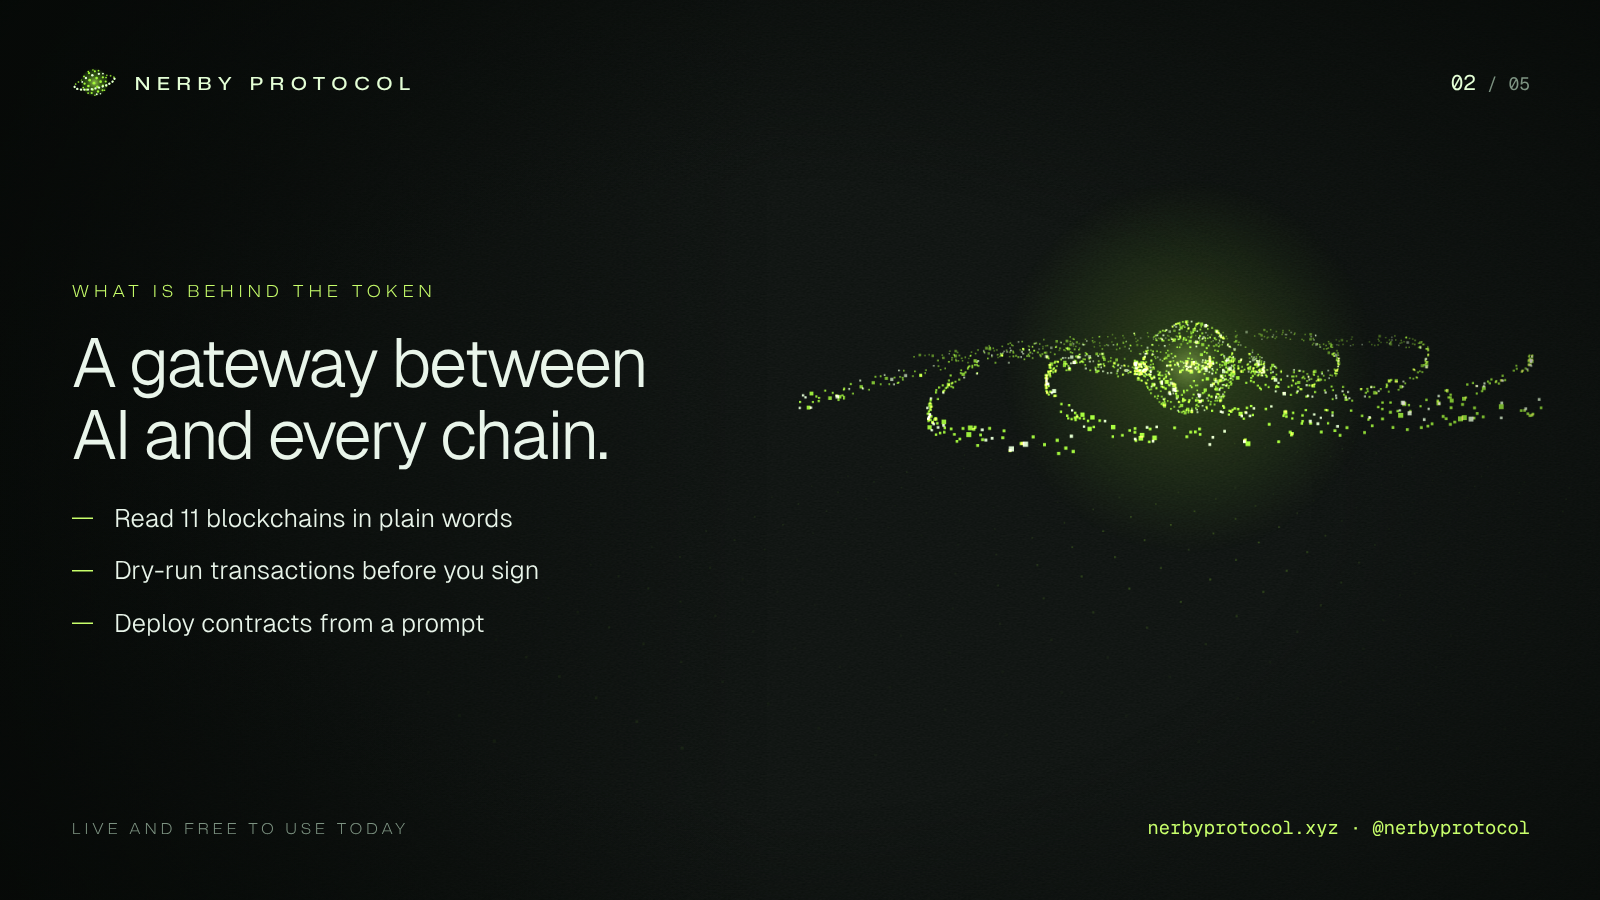 NERBY PROTOCOL
02 / 05
WHAT IS BEHIND THE TOKEN
A gateway between
AI and every chain.
— Read 11 blockchains in plain words
— Dry-run transactions before you sign
— Deploy contracts from a prompt
LIVE AND FREE TO USE TODAY
nerbyprotocol.xyz · @nerbyprotocol